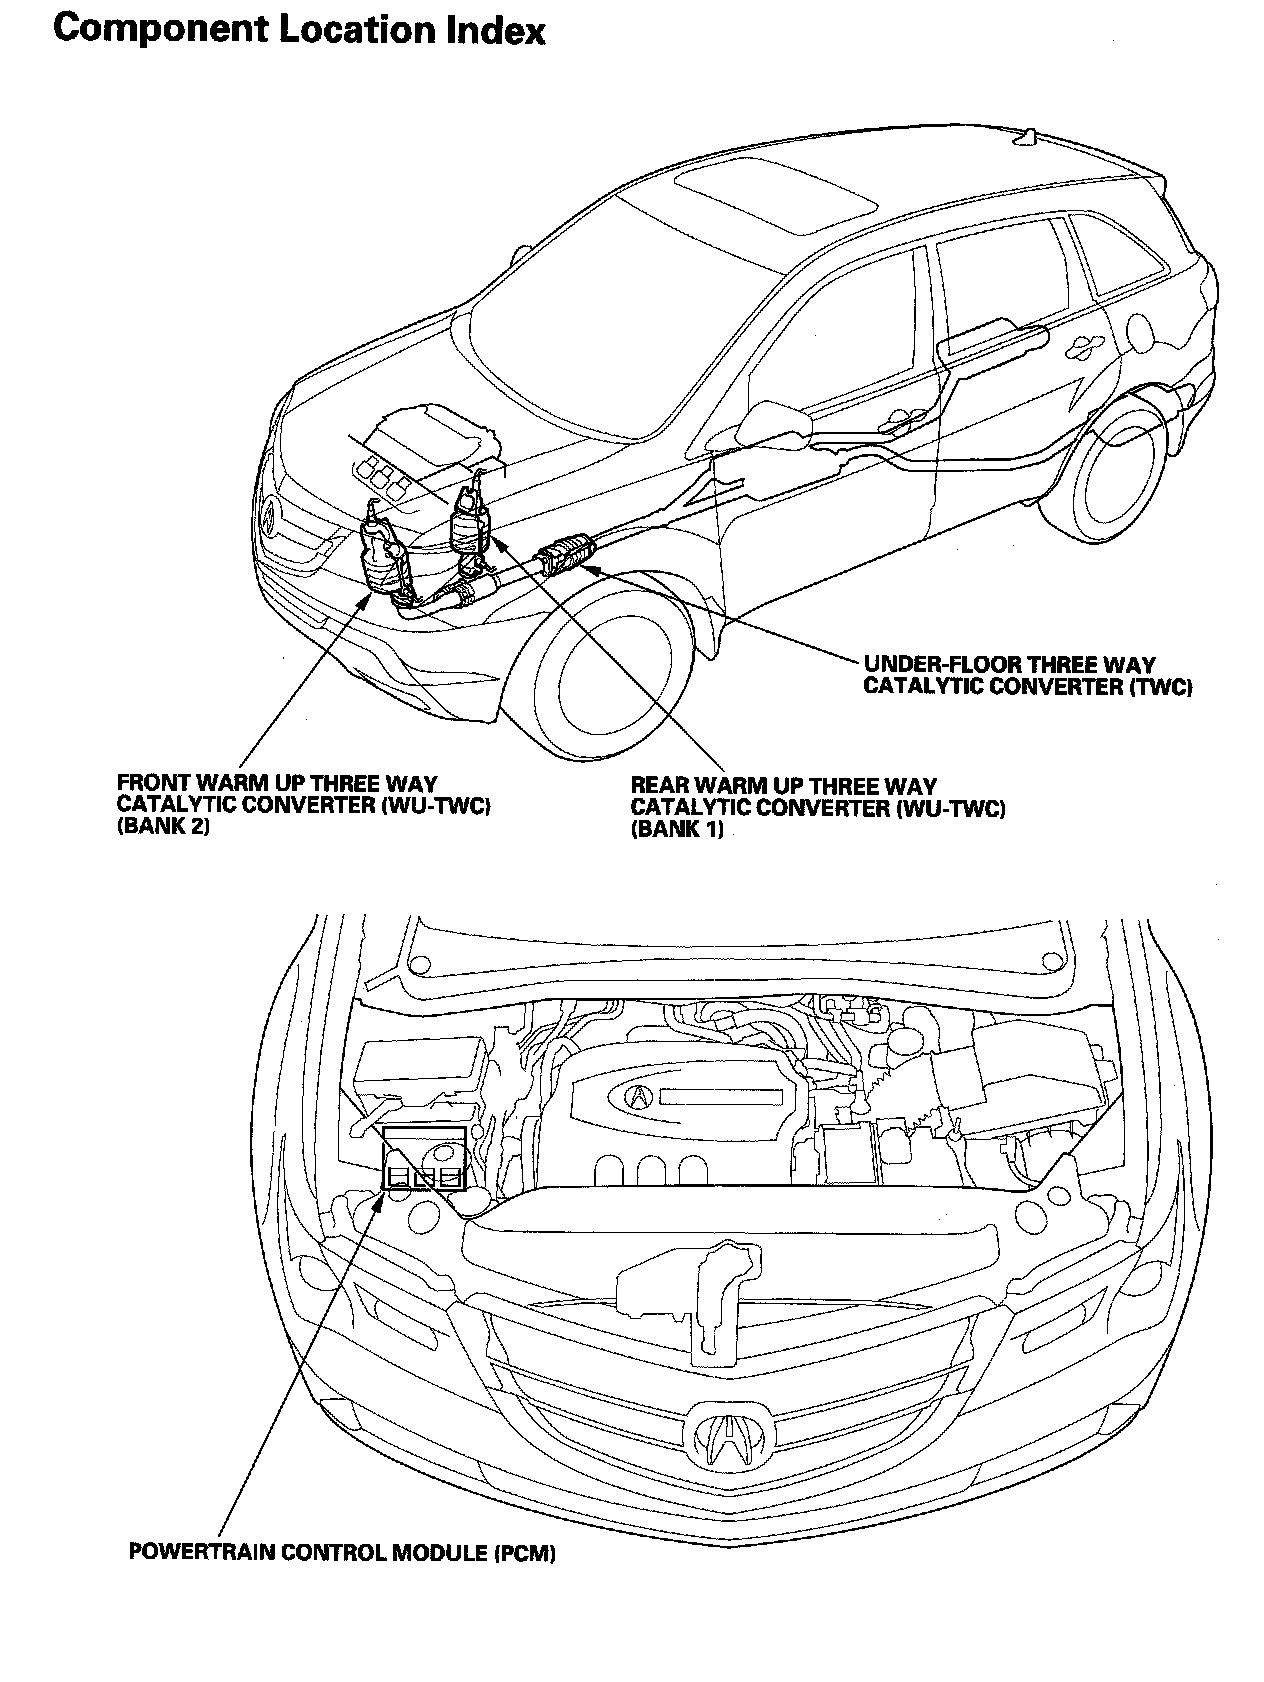 Component Location Index
UNDER-FLOOR THREE WAY
CATALYTIC CONVERTER (TWC)
FRONT WARM UP THREE WAY
CATALYTIC CONVERTER (WU-TWC)
(BANK 2)
REAR WARM UP THREE WAY
CATALYTIC CONVERTER (WU-TWC)
(BANK 1)
POWERTRAIN CONTROL MODULE (PCM)